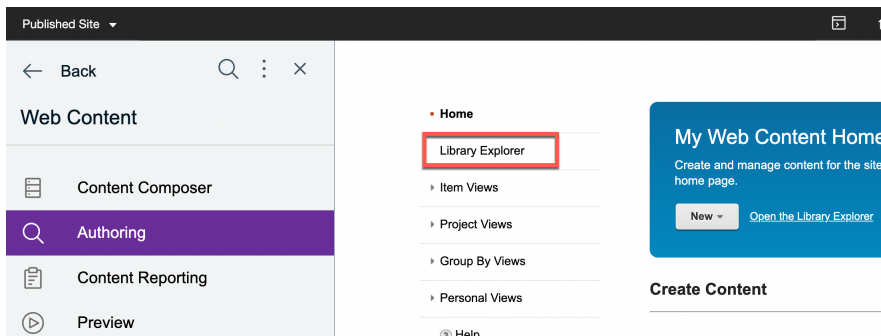 Published Site
Back
Web Content
Content Composer
Authoring
Content Reporting
Preview
Home
Library Explorer
Item Views
Project Views
Group By Views
Personal Views
Help
My Web Content Home
Create and manage content for the site
home page.
New
Open the Library Explorer
Create Content